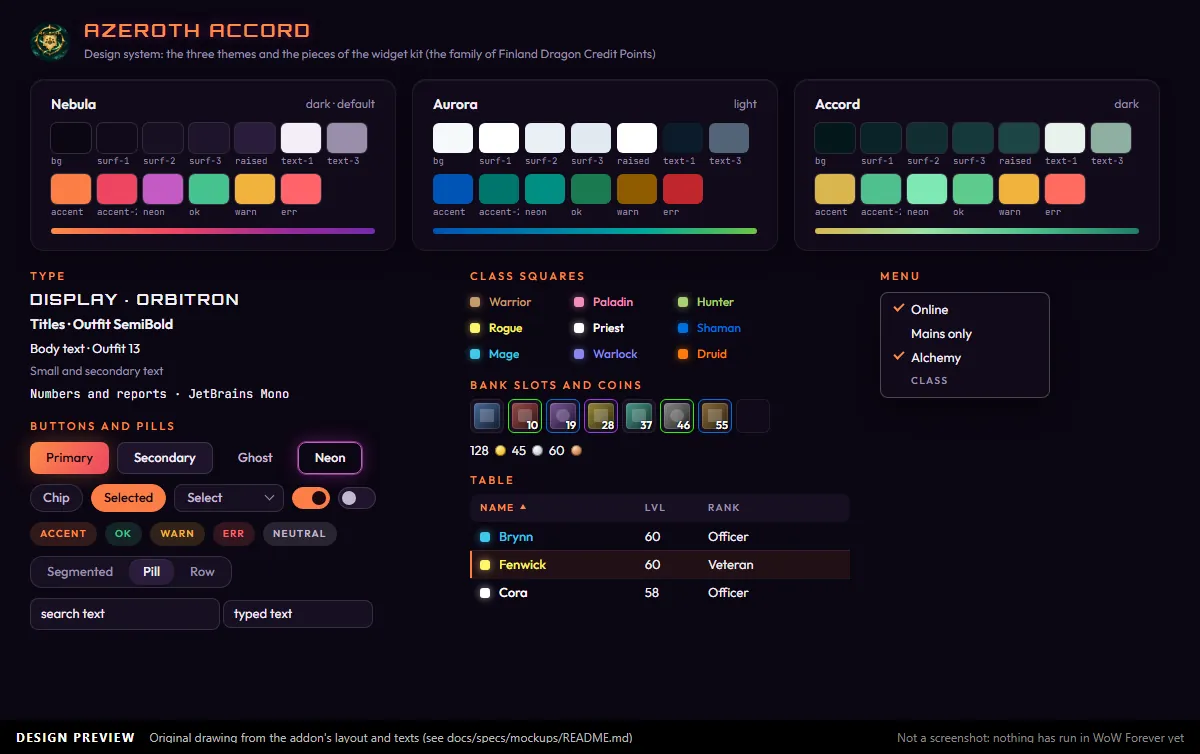 AZEROTH ACCORD
Design system: the three themes and the pieces of the widget kit (the family of Finland Dragon Credit Points)
Nebula
dark · default
bg surf-1 surf-2 surf-3 raised text-1 text-3
accent accent-2 neon ok warn err
Aurora
light
bg surf-1 surf-2 surf-3 raised text-1 text-3
accent accent-2 neon ok warn err
Accord
dark
bg surf-1 surf-2 surf-3 raised text-1 text-3
accent accent-2 neon ok warn err
TYPE
DISPLAY · ORBITRON
Titles · Outfit SemiBold
Body text · Outfit 13
Small and secondary text
Numbers and reports · JetBrains Mono
BUTTONS AND PILLS
Primary Secondary Ghost Neon
Chip Selected Select
ACCENT OK WARN ERR NEUTRAL
Segmented Pill Row
search text typed text
CLASS SQUARES
Warrior Paladin Hunter
Rogue Priest Shaman
Mage Warlock Druid
BANK SLOTS AND COINS
10 19 28 37 46 55
128 45 60
TABLE
NAME LVL RANK
Brynn 60 Officer
Fenwick 60 Veteran
Cora 58 Officer
MENU
Online
Mains only
Alchemy
CLASS
DESIGN PREVIEW Original drawing from the addon's layout and texts (see docs/specs/mockups/README.md)
Not a screenshot: nothing has run in WoW Forever yet